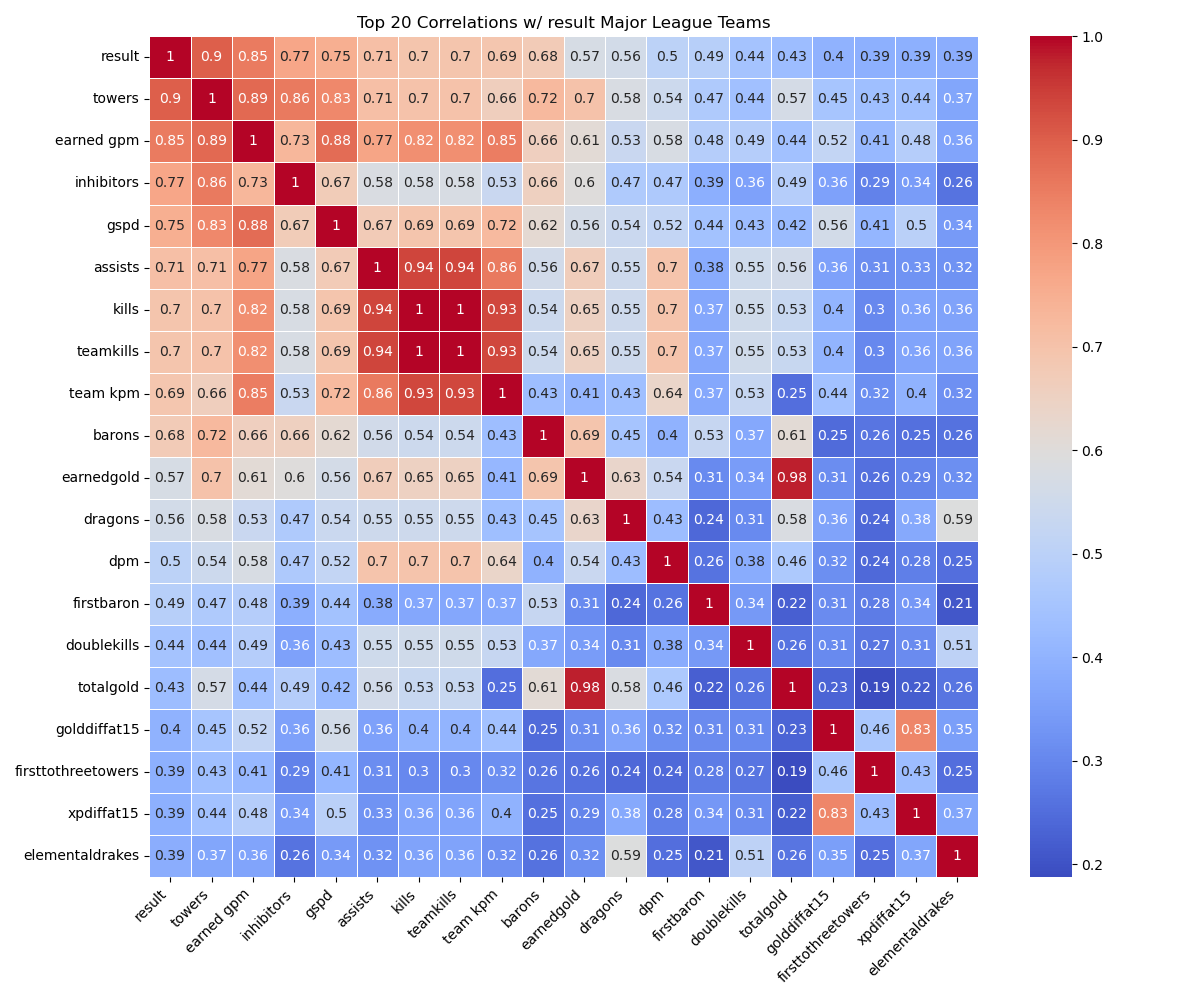 Top 20 Correlations w/ result Major League Teams
result 1 0.9 0.85 0.77 0.75 0.71 0.7 0.7 0.69 0.68 0.57 0.56 0.5 0.49 0.44 0.43 0.4 0.39 0.39 0.39
towers 0.9 1 0.89 0.86 0.83 0.71 0.7 0.7 0.66 0.72 0.7 0.58 0.54 0.47 0.44 0.57 0.45 0.43 0.44 0.37
earned gpm 0.85 0.89 1 0.73 0.88 0.77 0.82 0.82 0.85 0.66 0.61 0.53 0.58 0.48 0.49 0.44 0.52 0.41 0.48 0.36
inhibitors 0.77 0.86 0.73 1 0.67 0.58 0.58 0.58 0.53 0.66 0.6 0.47 0.47 0.39 0.36 0.49 0.36 0.29 0.34 0.26
gspd 0.75 0.83 0.88 0.67 1 0.67 0.69 0.69 0.72 0.62 0.56 0.54 0.52 0.44 0.43 0.42 0.56 0.41 0.5 0.34
assists 0.71 0.71 0.77 0.58 0.67 1 0.94 0.94 0.86 0.56 0.67 0.55 0.7 0.38 0.55 0.56 0.36 0.31 0.33 0.32
kills 0.7 0.7 0.82 0.58 0.69 0.94 1 1 0.93 0.54 0.65 0.55 0.7 0.37 0.55 0.53 0.4 0.3 0.36 0.36
teamkills 0.7 0.7 0.82 0.58 0.69 0.94 1 1 0.93 0.54 0.65 0.55 0.7 0.37 0.55 0.53 0.4 0.3 0.36 0.36
team kpm 0.69 0.66 0.85 0.53 0.72 0.86 0.93 0.93 1 0.43 0.41 0.43 0.64 0.37 0.53 0.25 0.44 0.32 0.4 0.32
barons 0.68 0.72 0.66 0.66 0.62 0.56 0.54 0.54 0.43 1 0.69 0.45 0.4 0.53 0.37 0.61 0.25 0.26 0.25 0.26
earnedgold 0.57 0.7 0.61 0.6 0.56 0.67 0.65 0.65 0.41 0.69 1 0.63 0.54 0.31 0.34 0.98 0.31 0.26 0.29 0.32
dragons 0.56 0.58 0.53 0.47 0.54 0.55 0.55 0.55 0.43 0.45 0.63 1 0.43 0.24 0.31 0.58 0.36 0.24 0.38 0.59
dpm 0.5 0.54 0.58 0.47 0.52 0.7 0.7 0.7 0.64 0.4 0.54 0.43 1 0.26 0.38 0.46 0.32 0.24 0.28 0.25
firstbaron 0.49 0.47 0.48 0.39 0.44 0.38 0.37 0.37 0.37 0.53 0.31 0.24 0.26 1 0.34 0.22 0.31 0.28 0.34 0.21
doublekills 0.44 0.44 0.49 0.36 0.43 0.55 0.55 0.55 0.53 0.37 0.34 0.31 0.38 0.34 1 0.26 0.31 0.27 0.31 0.51
totalgold 0.43 0.57 0.44 0.49 0.42 0.56 0.53 0.53 0.25 0.61 0.98 0.58 0.46 0.22 0.26 1 0.23 0.19 0.22 0.26
golddiffat15 0.4 0.45 0.52 0.36 0.56 0.36 0.4 0.4 0.44 0.25 0.31 0.36 0.32 0.31 0.31 0.23 1 0.46 0.83 0.35
firsttothreetowers 0.39 0.43 0.41 0.29 0.41 0.31 0.3 0.3 0.32 0.26 0.26 0.24 0.24 0.28 0.27 0.19 0.46 1 0.43 0.25
xpdiffat15 0.39 0.44 0.48 0.34 0.5 0.33 0.36 0.36 0.4 0.25 0.29 0.38 0.28 0.34 0.31 0.22 0.83 0.43 1 0.37
elementaldrakes 0.39 0.37 0.36 0.26 0.34 0.32 0.36 0.36 0.32 0.26 0.32 0.59 0.25 0.21 0.51 0.26 0.35 0.25 0.37 1
result towers earned gpm inhibitors gspd assists kills teamkills team kpm barons earnedgold dragons dpm firstbaron doublekills totalgold golddiffat15 firsttothreetowers xpdiffat15 elementaldrakes
1.0
0.9
0.8
0.7
0.6
0.5
0.4
0.3
0.2